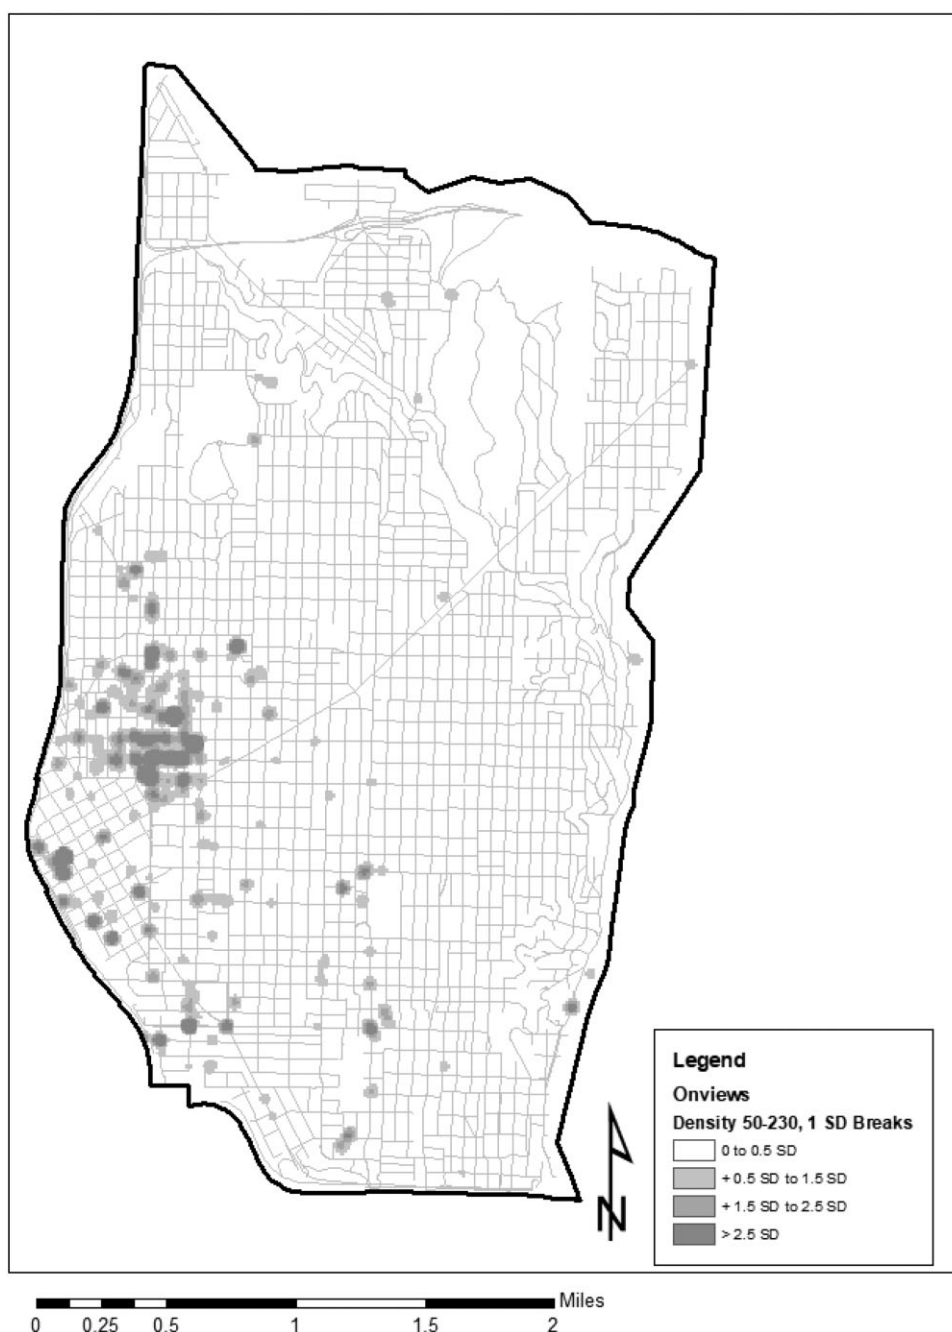 Legend
Onviews
Density 50-230, 1 SD Breaks
0 to 0.5 SD
+ 0.5 SD to 1.5 SD
+ 1.5 SD to 2.5 SD
> 2.5 SD
N
Miles
0 0.25 0.5 1 1.5 2